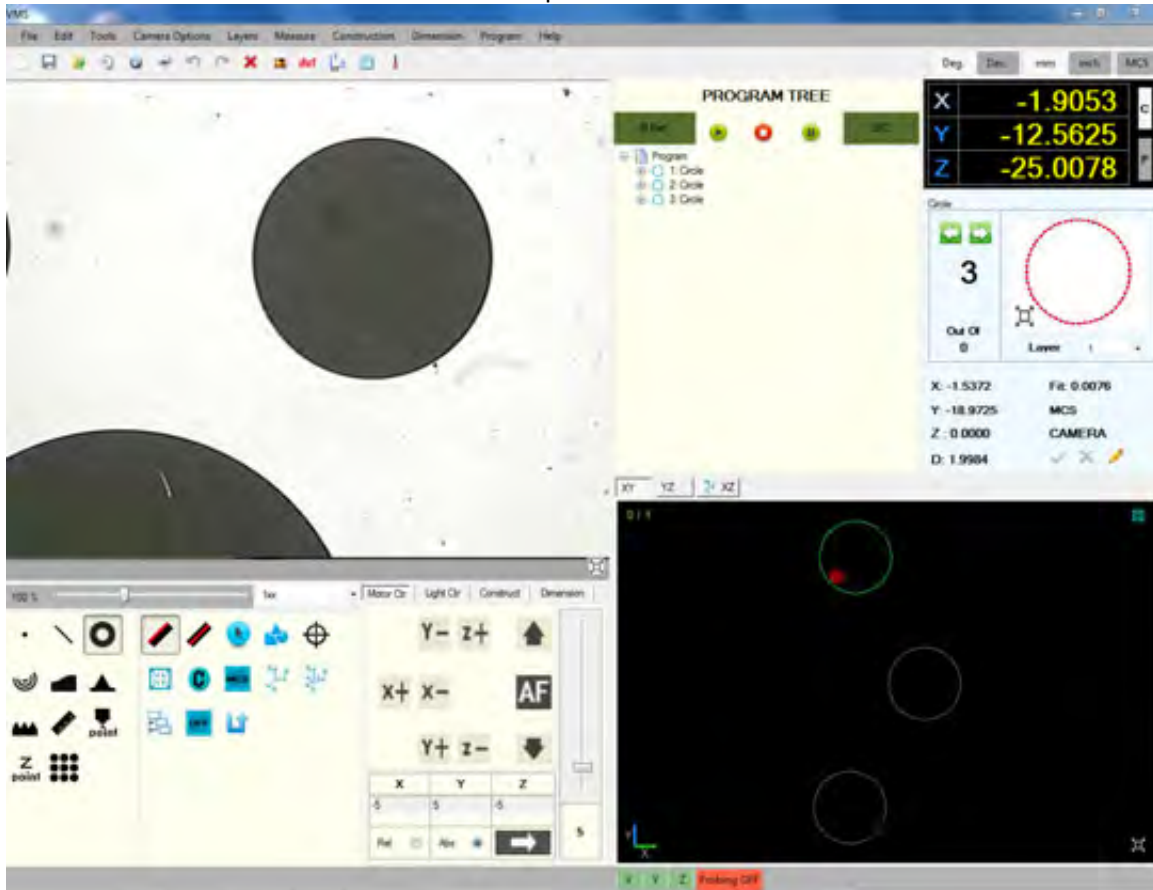 VMS
File Edit Tools Camera Options Layers Measure Construction Dimension Program Help
Deg. Dec. mm inch MCS
PROGRAM TREE
X -1.9053 C
Y -12.5625
Z -25.0078 P
Program
1 Circle
2 Circle
3 Circle
Circle
3
Out Of
0
Layer 1
X: -1.5372 Fit: 0.0076
Y: -18.9725 MCS
Z : 0.0000 CAMERA
D: 1.9984
XY YZ XZ
100 %
Motor Ctr Light Ctr Construct Dimension
Y- Z+
X+ X- AF
Y+ Z-
point
Z
point
C
OFF
X Y Z
-5 5 -5
Rel Abs
5
Y
X
X Y Z Probing OFF